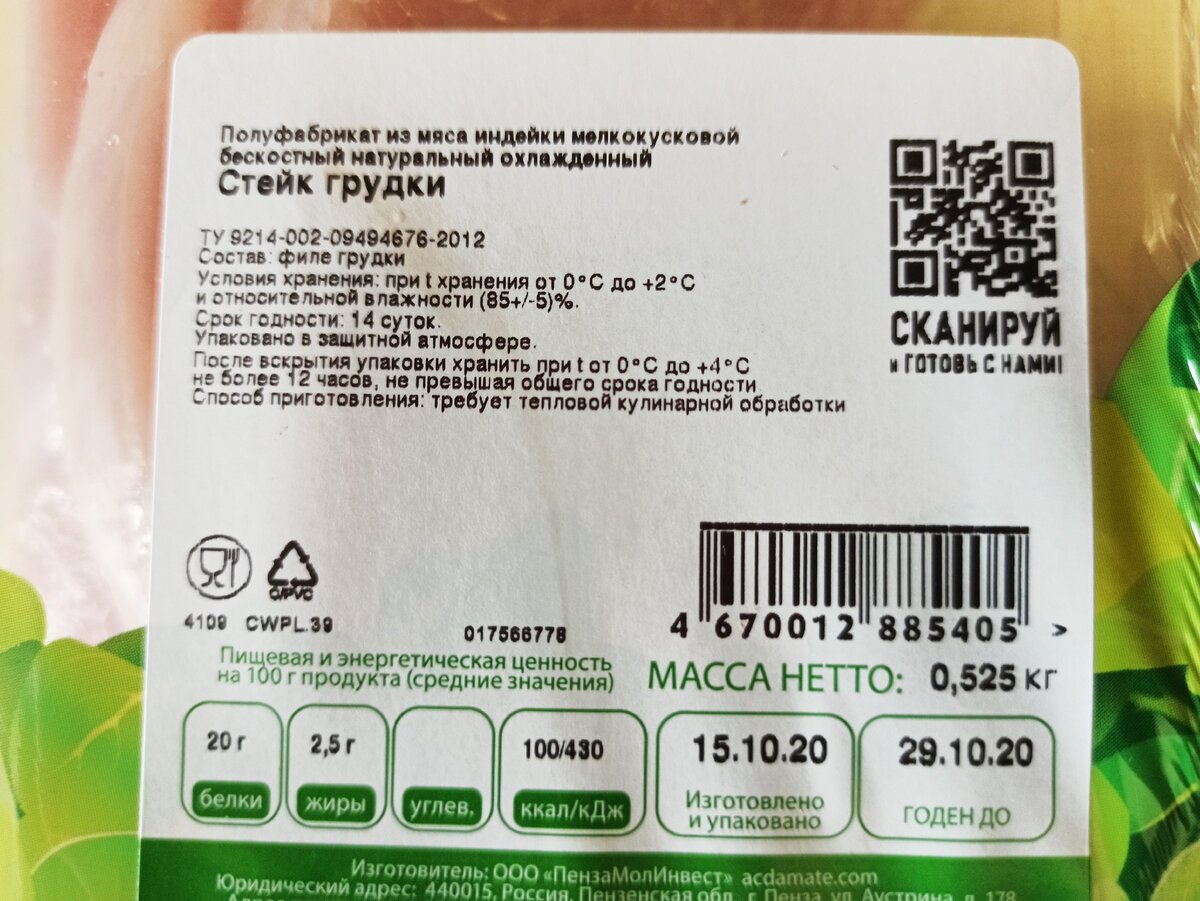 Полуфабрикат из мяса индейки мелкокусковой
бескостный натуральный охлажденный
Стейк грудки
ТУ 9214-002-09494676-2012
Состав: филе грудки
Условия хранения: при t хранения от 0°С до +2°С
и относительной влажности (85+/-5)%.
Срок годности: 14 суток.
Упаковано в защитной атмосфере.
После вскрытия упаковки хранить при t от 0°С до +4°С
не более 12 часов, не превышая общего срока годности
Способ приготовления: требует тепловой кулинарной обработки
СКАНИРУЙ
и ГОТОВЬ С НАМИ!
C/PVC
4109 CWPL.39
017566778
4 670012 885405 >
Пищевая и энергетическая ценность
на 100 г продукта (средние значения)
МАССА НЕТТО: 0,525 кг
20 г
белки
2,5 г
жиры
углев.
100/430
ккал/кДж
15.10.20
Изготовлено
и упаковано
29.10.20
ГОДЕН ДО
Изготовитель: ООО «ПензаМолИнвест» acdamate.com
Юридический адрес: 440015, Россия, Пензенская обл., г. Пенза, ул. Аустрина, д. 178